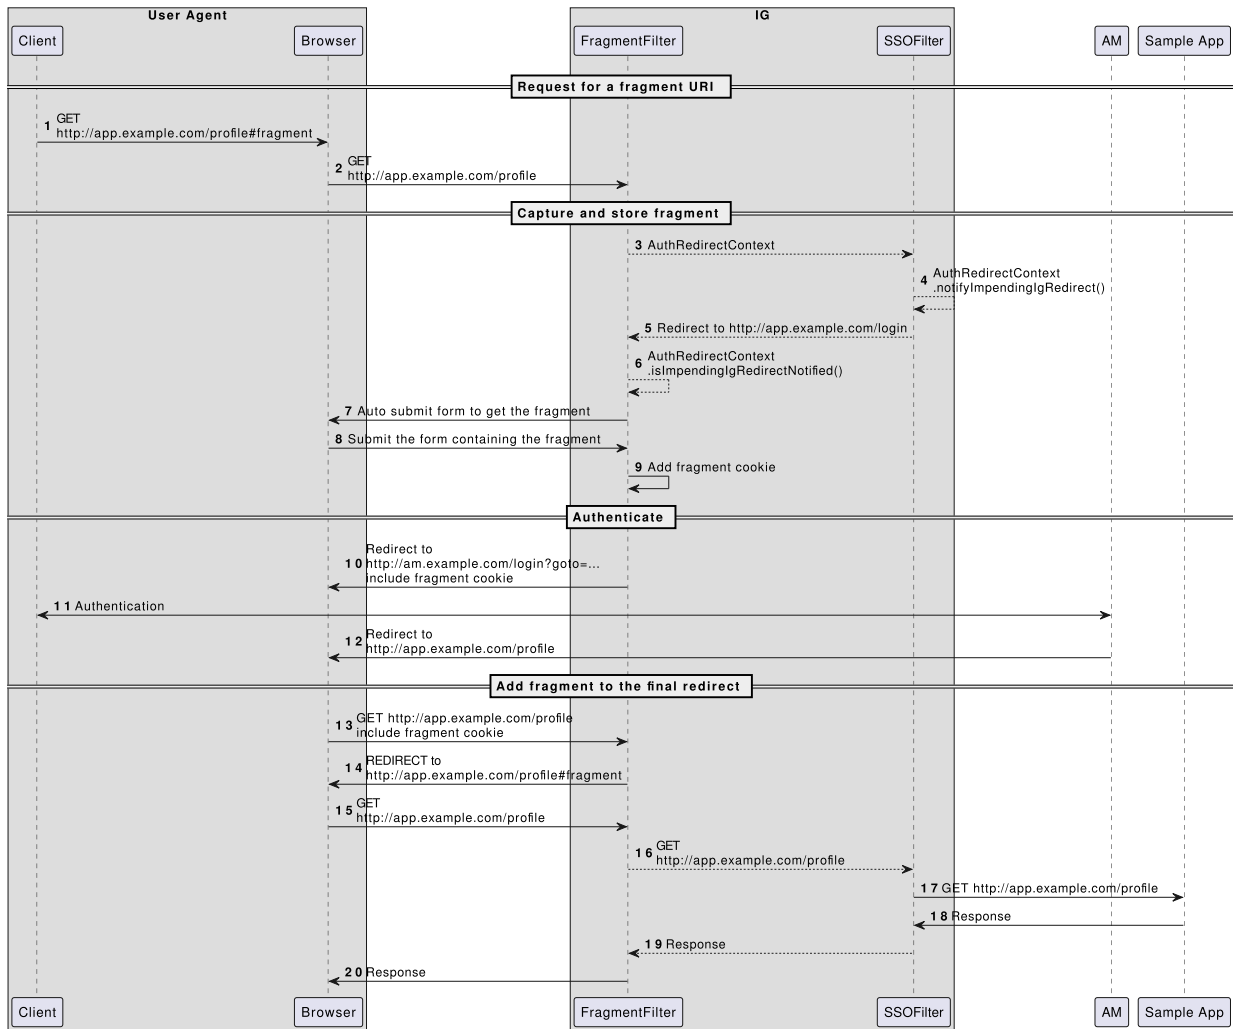 User Agent
IG
Client
Browser
FragmentFilter
SSOFilter
AM
Sample App
Request for a fragment URI
1 GET
http://app.example.com/profile#fragment
2 GET
http://app.example.com/profile
Capture and store fragment
3 AuthRedirectContext
4 AuthRedirectContext
.notifyImpendingIgRedirect()
5 Redirect to http://app.example.com/login
6 AuthRedirectContext
.isImpendingIgRedirectNotified()
7 Auto submit form to get the fragment
8 Submit the form containing the fragment
9 Add fragment cookie
Authenticate
10 Redirect to
http://am.example.com/login?goto=...
include fragment cookie
11 Authentication
12 Redirect to
http://app.example.com/profile
Add fragment to the final redirect
13 GET http://app.example.com/profile
include fragment cookie
14 REDIRECT to
http://app.example.com/profile#fragment
15 GET
http://app.example.com/profile
16 GET
http://app.example.com/profile
17 GET http://app.example.com/profile
18 Response
19 Response
20 Response
Client
Browser
FragmentFilter
SSOFilter
AM
Sample App